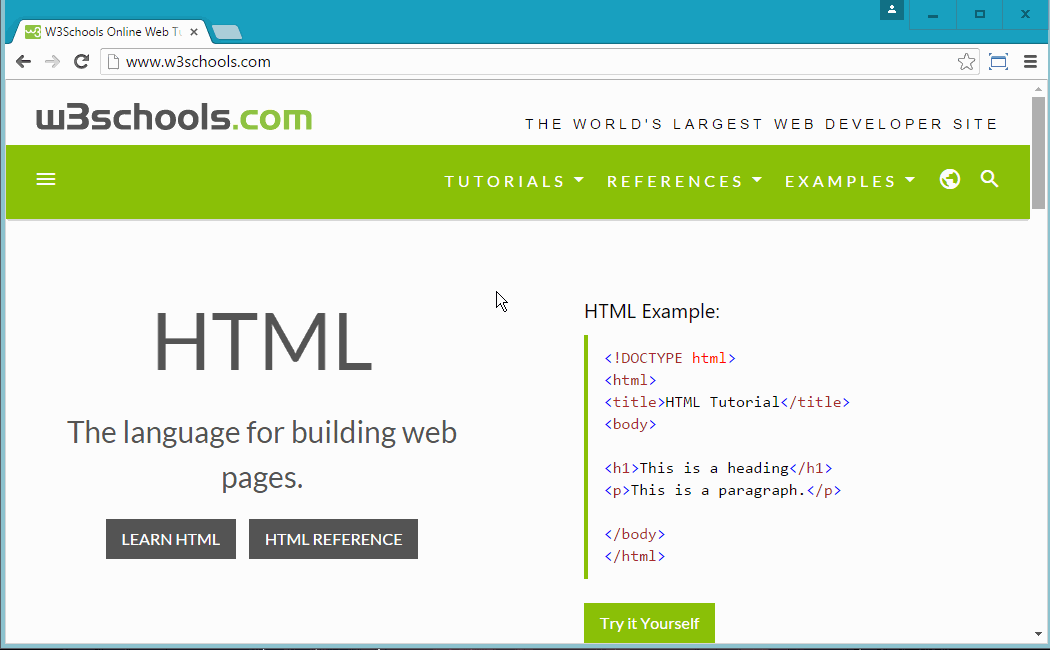 W3Schools Online Web Tu
www.w3schools.com
w3schools.com
THE WORLD'S LARGEST WEB DEVELOPER SITE
TUTORIALS REFERENCES EXAMPLES
HTML
The language for building web
pages.
LEARN HTML HTML REFERENCE
HTML Example:
<!DOCTYPE html>
<html>
<title>HTML Tutorial</title>
<body>
<h1>This is a heading</h1>
<p>This is a paragraph.</p>
</body>
</html>
Try it Yourself